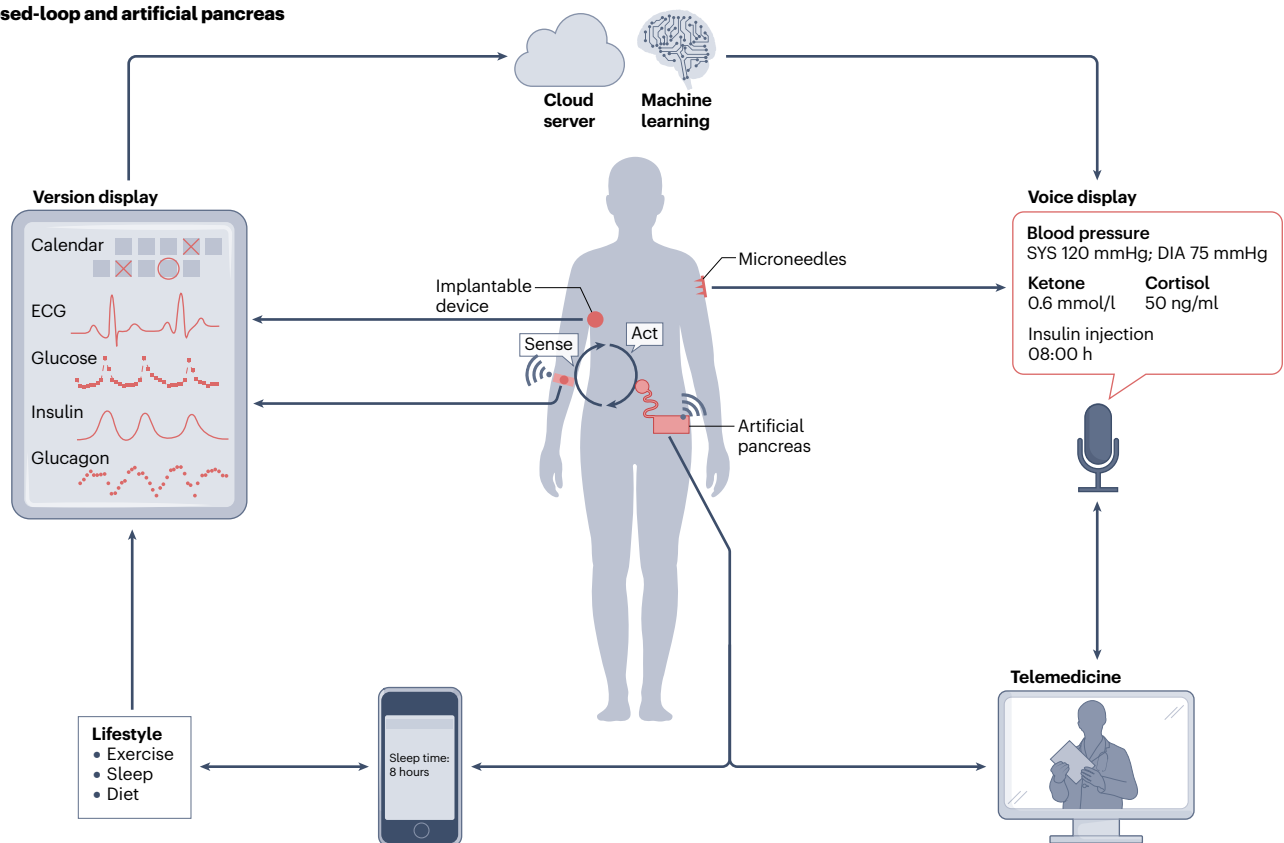 sed-loop and artificial pancreas
Cloud
server
Machine
learning
Version display
Calendar
ECG
Glucose
Insulin
Glucagon
Implantable
device
Sense
Act
Microneedles
Artificial
pancreas
Voice display
Blood pressure
SYS 120 mmHg; DIA 75 mmHg
Ketone
0.6 mmol/l
Cortisol
50 ng/ml
Insulin injection
08:00 h
Telemedicine
Lifestyle
• Exercise
• Sleep
• Diet
Sleep time:
8 hours